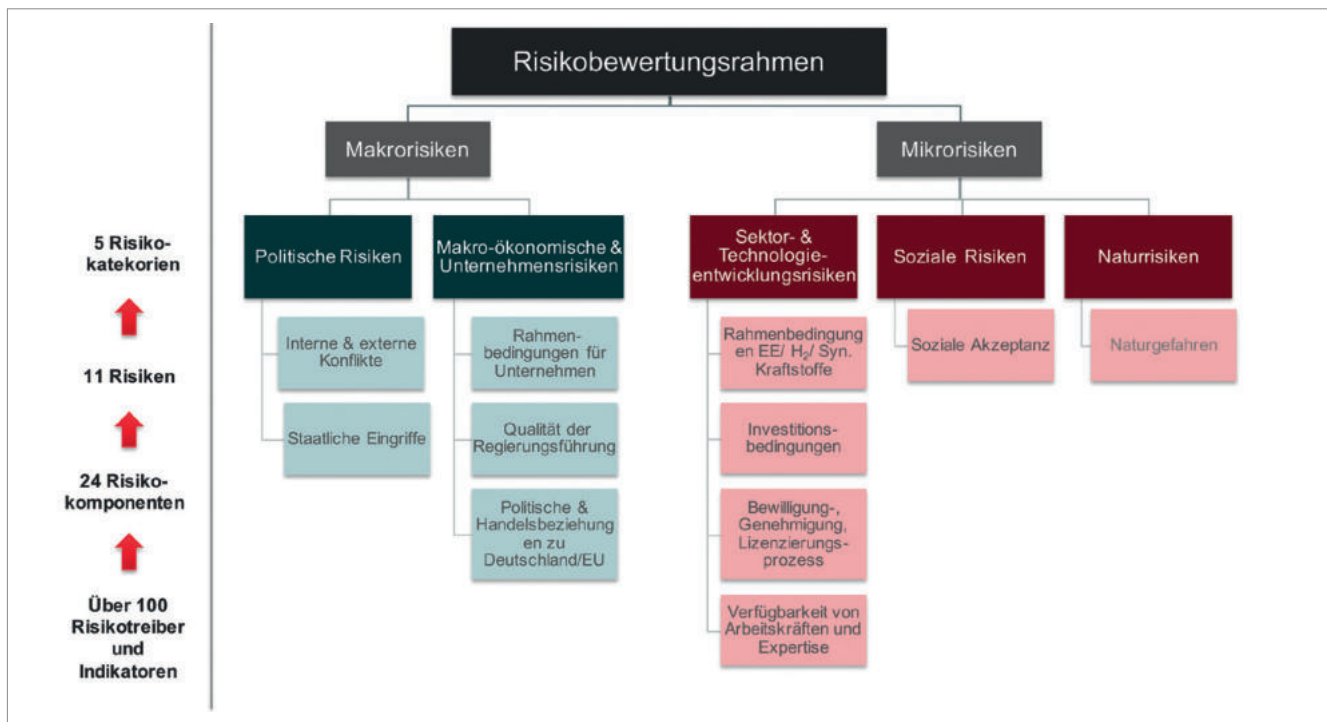 Risikobewertungsrahmen
Makrorisiken
Mikrorisiken
5 Risiko-
katekorien
11 Risiken
24 Risiko-
komponenten
Über 100
Risikotreiber
und
Indikatoren
Politische Risiken
Interne & externe
Konflikte
Staatliche Eingriffe
Makro-ökonomische &
Unternehmensrisiken
Rahmen-
bedingungen für
Unternehmen
Qualität der
Regierungsführung
Politische &
Handelsbeziehung
en zu
Deutschland/EU
Sektor- &
Technologie-
entwicklungsrisiken
Rahmenbedingung
en EE/ H₂/ Syn.
Kraftstoffe
Investitions-
bedingungen
Bewilligung-,
Genehmigung,
Lizenzierungs-
prozess
Verfügbarkeit von
Arbeitskräften und
Expertise
Soziale Risiken
Soziale Akzeptanz
Naturrisiken
Naturgefahren